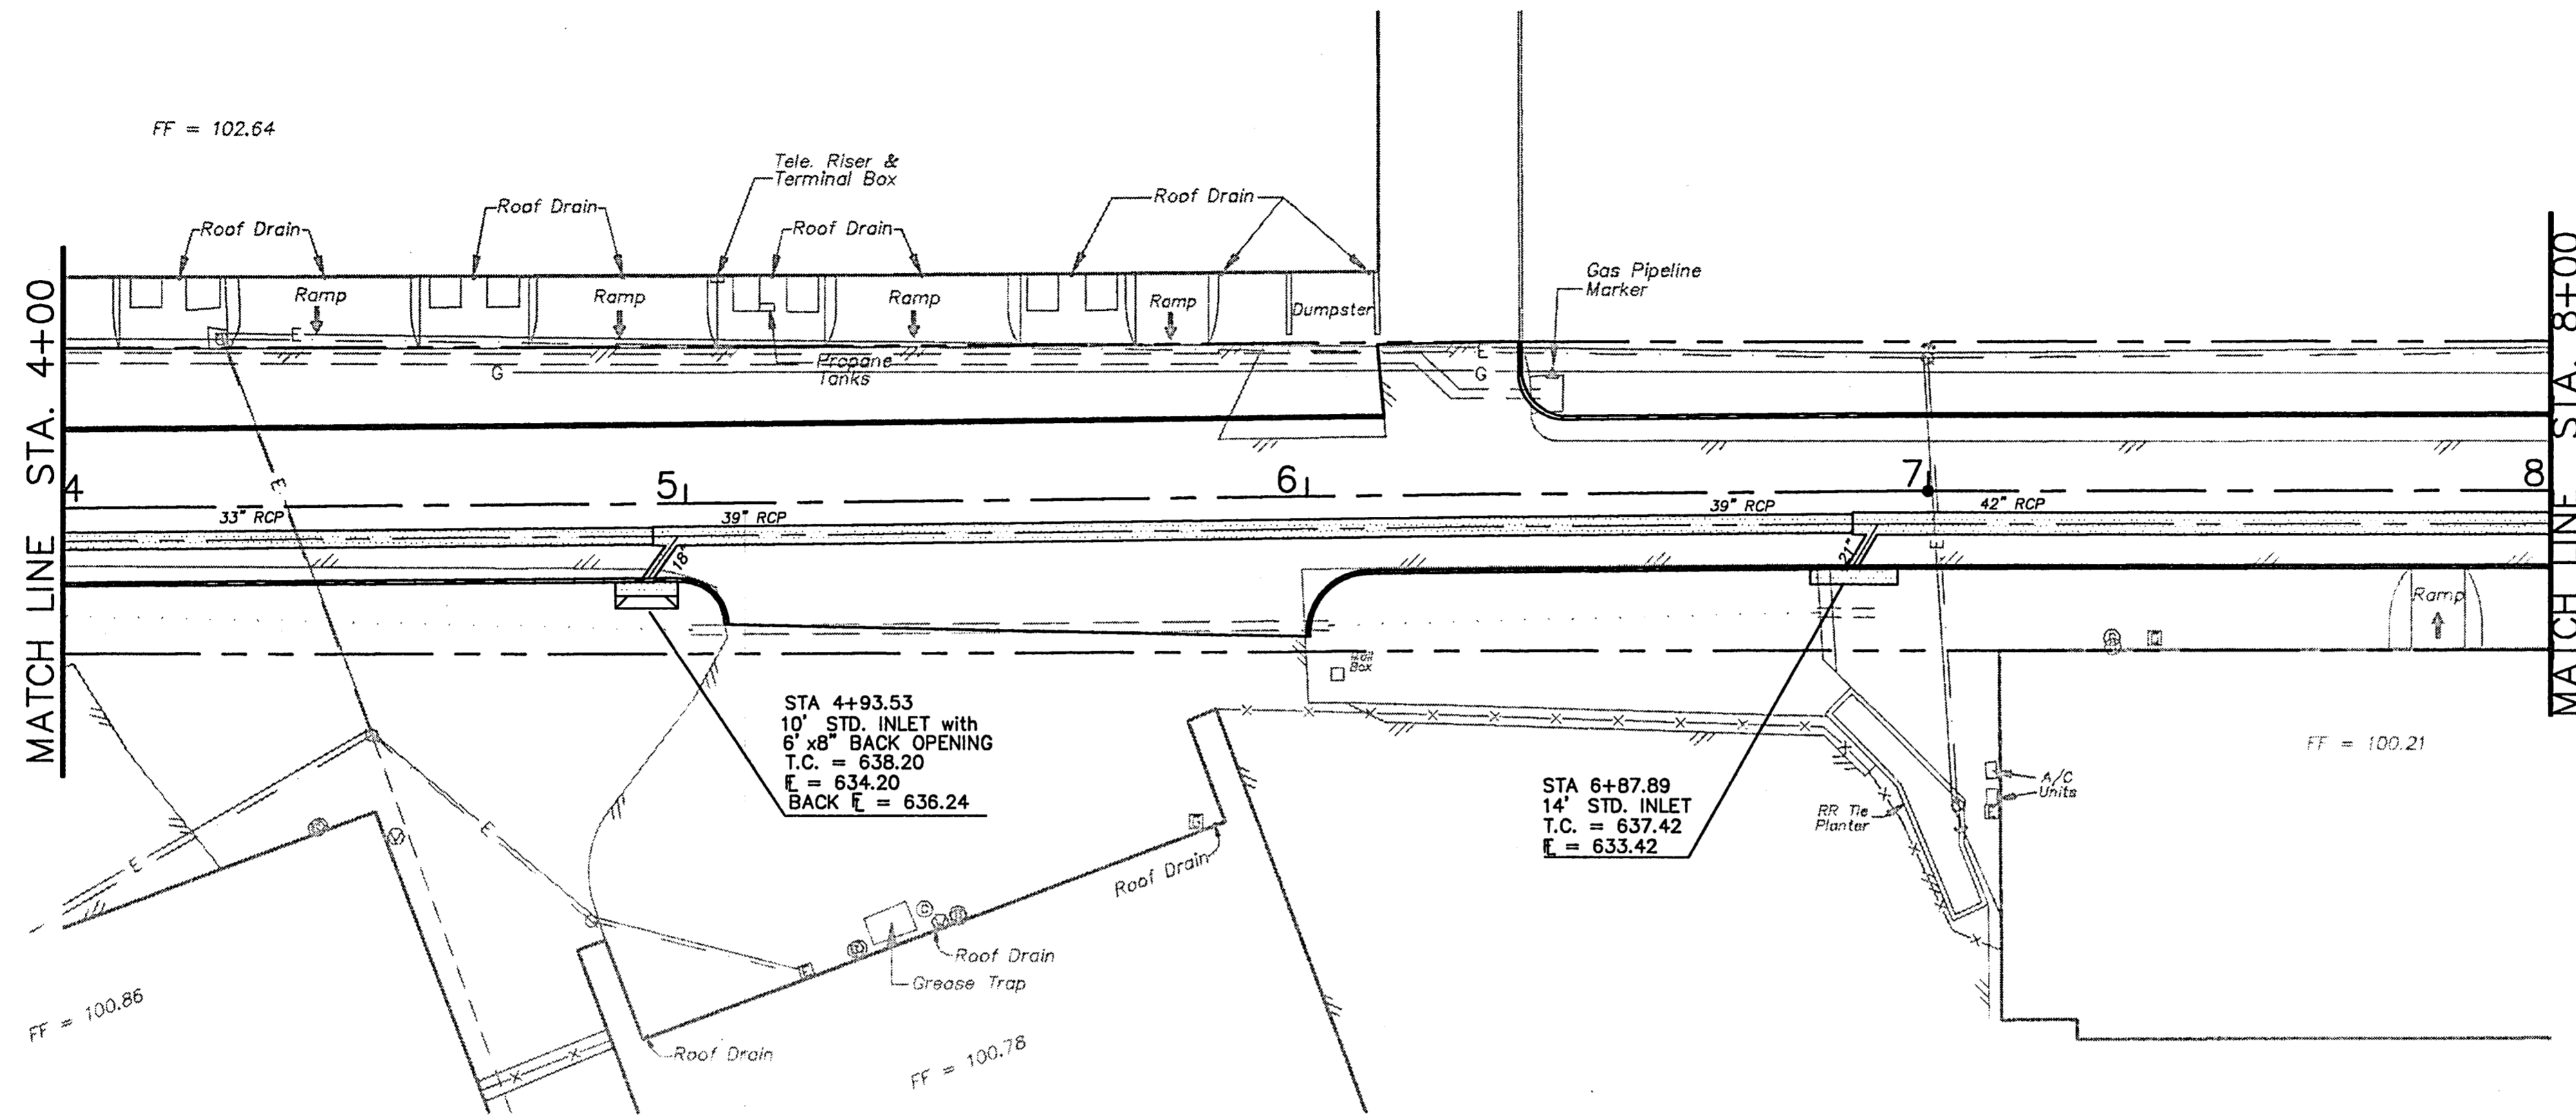 FF = 102.64
Tele. Riser &
Terminal Box
Roof Drain
Roof Drain
Roof Drain
Roof Drain
Gas Pipeline
Marker
Ramp
Ramp
Ramp
Ramp
Dumpster
E
E
G
Propane
Tanks
G
MATCH LINE STA. 4+00
MATCH LINE STA. 8+00
4
5
6
7
8
E
33" RCP
39" RCP
39" RCP
42" RCP
18"
21"
E
Ramp
Box
STA 4+93.53
10' STD. INLET with
6' x8" BACK OPENING
T.C. = 638.20
FL = 634.20
BACK FL = 636.24
STA 6+87.89
14' STD. INLET
T.C. = 637.42
FL = 633.42
FF = 100.21
A/C
Units
RR Tie
Planter
E
E
Roof Drain
Roof Drain
Grease Trap
Roof Drain
FF = 100.86
FF = 100.78